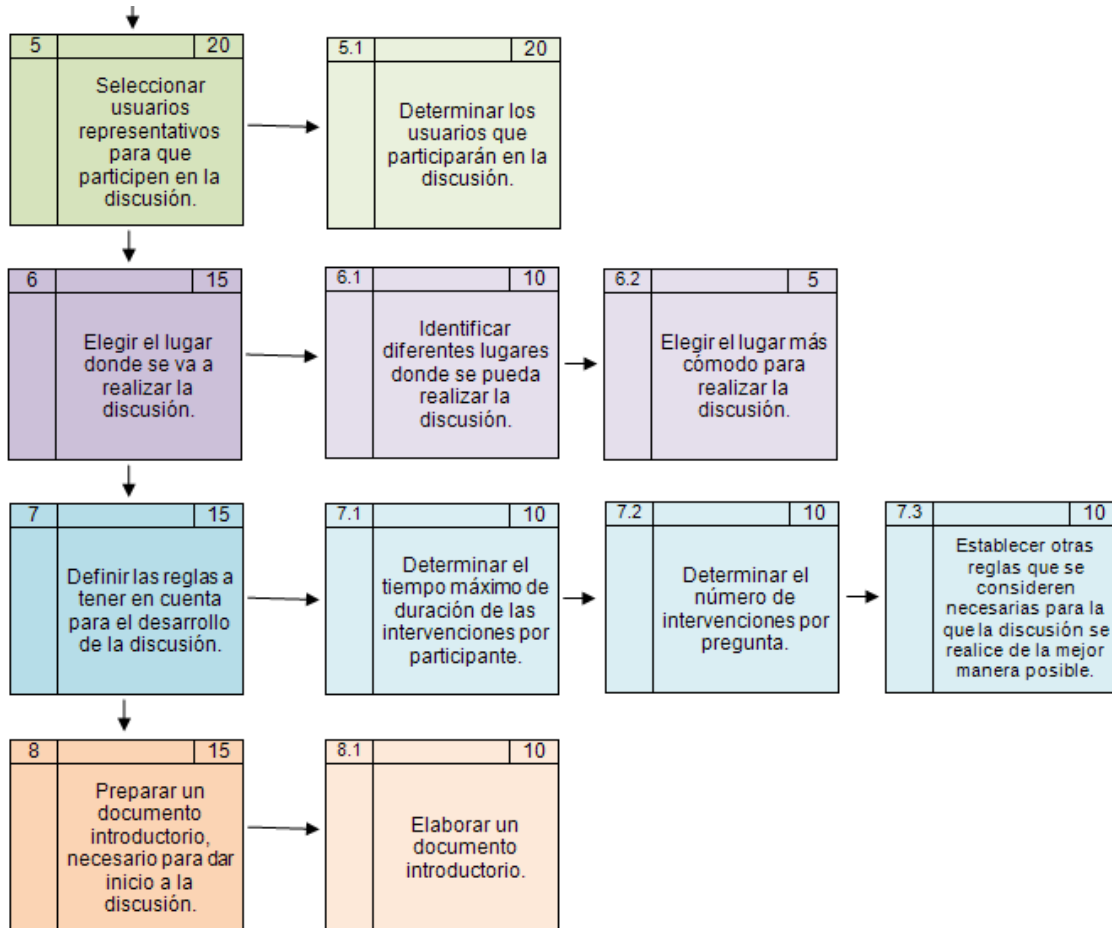 5 20
Seleccionar
usuarios
representativos
para que
participen en la
discusión.
5.1 20
Determinar los
usuarios que
participarán en la
discusión.
6 15
Elegir el lugar
donde se va a
realizar la
discusión.
6.1 10
Identificar
diferentes lugares
donde se pueda
realizar la
discusión.
6.2 5
Elegir el lugar más
cómodo para
realizar la
discusión.
7 15
Definir las reglas a
tener en cuenta
para el desarrollo
de la discusión.
7.1 10
Determinar el
tiempo máximo de
duración de las
intervenciones por
participante.
7.2 10
Determinar el
número de
intervenciones por
pregunta.
7.3 10
Establecer otras
reglas que se
consideren
necesarias para la
que la discusión se
realice de la mejor
manera posible.
8 15
Preparar un
documento
introductorio,
necesario para dar
inicio a la
discusión.
8.1 10
Elaborar un
documento
introductorio.